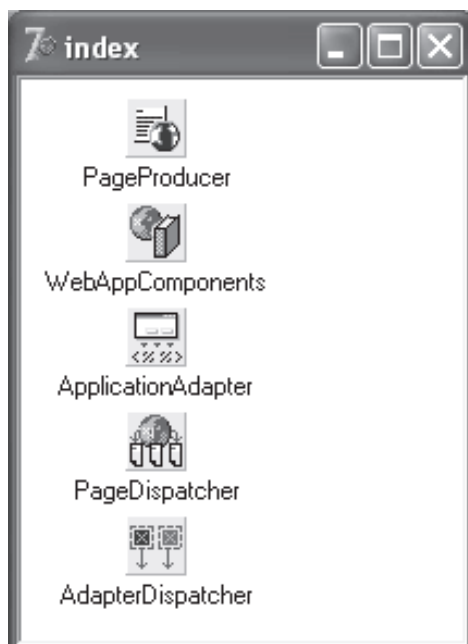 index
PageProducer
WebAppComponents
ApplicationAdapter
PageDispatcher
AdapterDispatcher